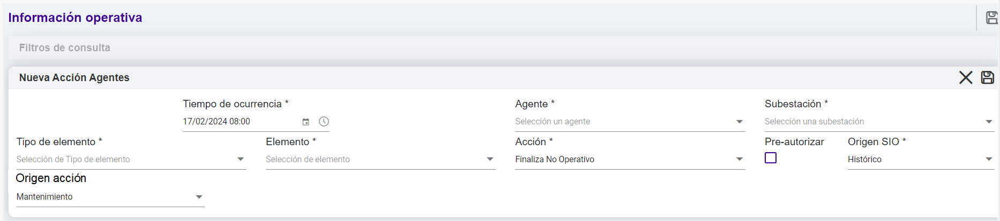 Información operativa
Filtros de consulta
Nueva Acción Agentes
Tiempo de ocurrencia * Agente * Subestación *
17/02/2024 08:00 Selección un agente Selección una subestación
Tipo de elemento * Elemento * Acción * Pre-autorizar Origen SIO *
Selección de Tipo de elemento Selección de elemento Finaliza No Operativo Histórico
Origen acción
Mantenimiento